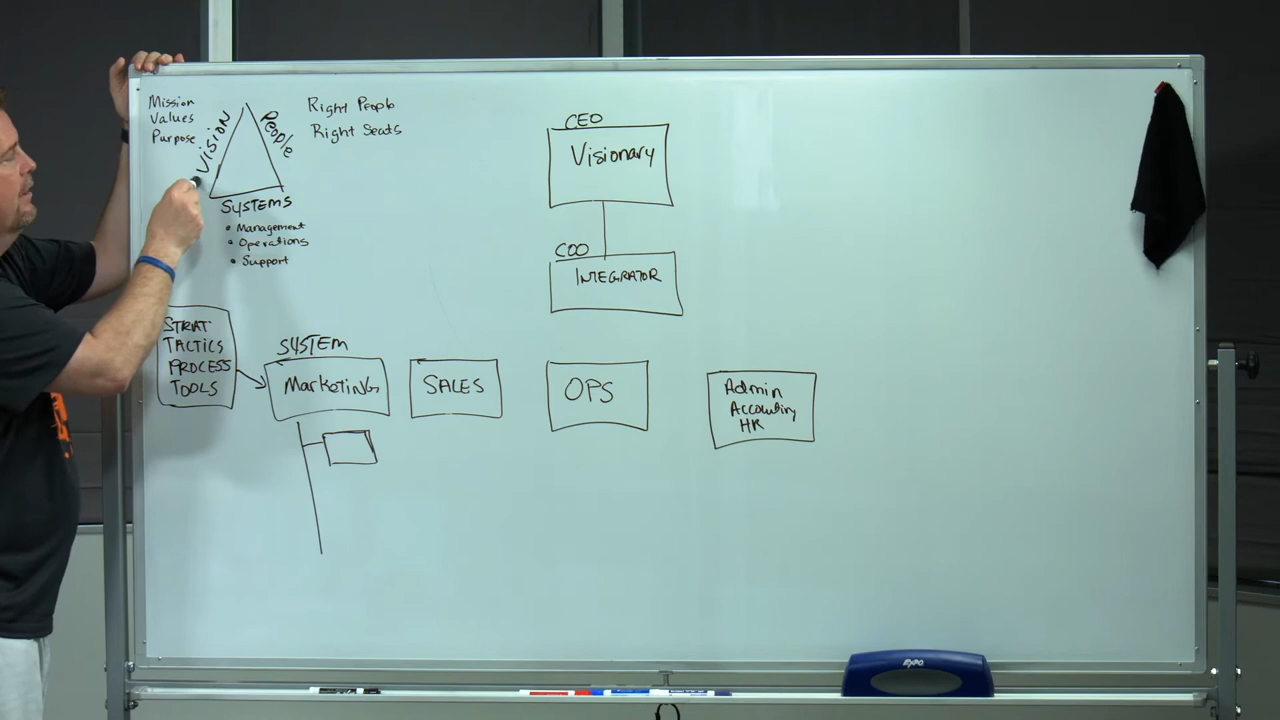 Mission
Values
Purpose
VISION
People
Right People
Right Seats
SYSTEMS
• Management
• Operations
• Support
CEO
Visionary
COO
INTEGRATOR
STRAT
TACTICS
PROCESS
TOOLS
SYSTEM
MarkeTING
SALES
OPS
Admin
Accounting
HR
EXPO